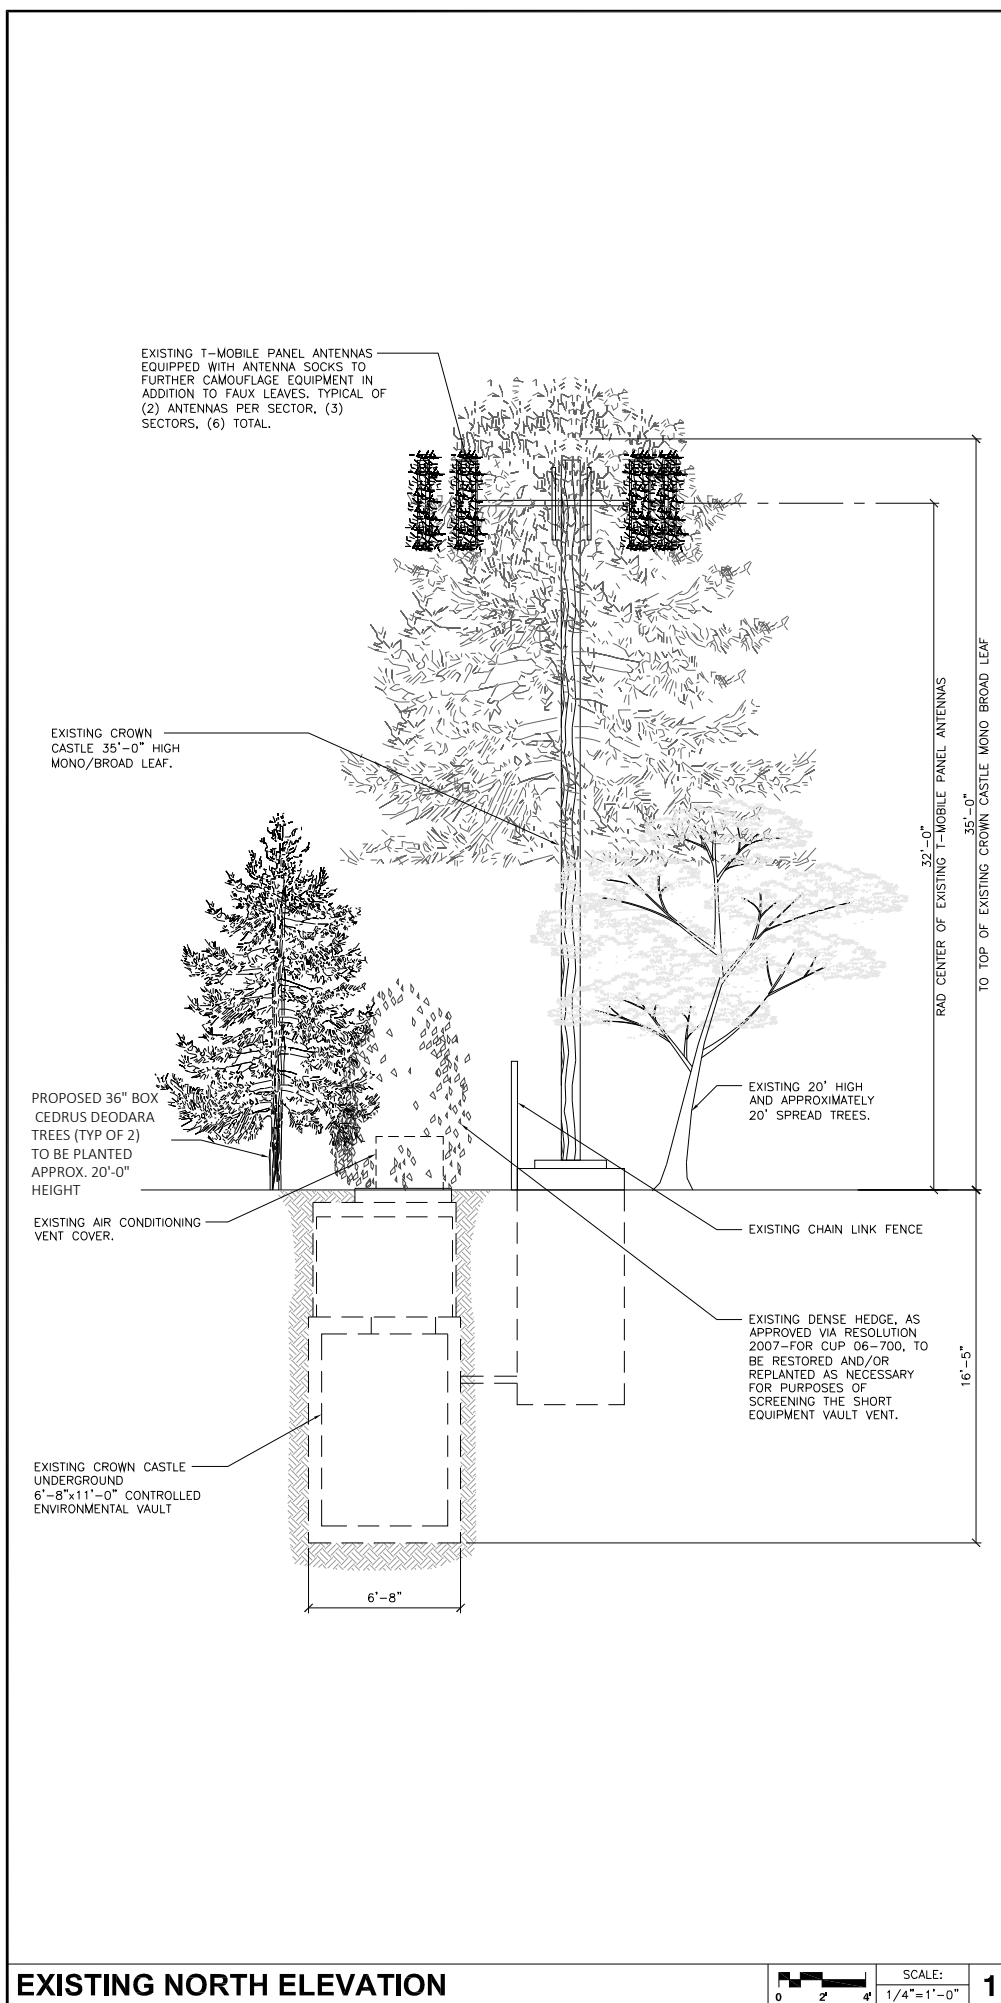 EXISTING T-MOBILE PANEL ANTENNAS
EQUIPPED WITH ANTENNA SOCKS TO
FURTHER CAMOUFLAGE EQUIPMENT IN
ADDITION TO FAUX LEAVES. TYPICAL OF
(2) ANTENNAS PER SECTOR, (3)
SECTORS, (6) TOTAL.
EXISTING CROWN
CASTLE 35'-0" HIGH
MONO/BROAD LEAF.
32'-0"
RAD CENTER OF EXISTING T-MOBILE PANEL ANTENNAS
35'-0"
TO TOP OF EXISTING CROWN CASTLE MONO BROAD LEAF
PROPOSED 36" BOX
CEDRUS DEODARA
TREES (TYP OF 2)
TO BE PLANTED
APPROX. 20'-0"
HEIGHT
EXISTING 20' HIGH
AND APPROXIMATELY
20' SPREAD TREES.
EXISTING AIR CONDITIONING
VENT COVER.
EXISTING CHAIN LINK FENCE
EXISTING DENSE HEDGE, AS
APPROVED VIA RESOLUTION
2007-FOR CUP 06-700, TO
BE RESTORED AND/OR
REPLANTED AS NECESSARY
FOR PURPOSES OF
SCREENING THE SHORT
EQUIPMENT VAULT VENT.
16'-5"
EXISTING CROWN CASTLE
UNDERGROUND
6'-8"x11'-0" CONTROLLED
ENVIRONMENTAL VAULT
6'-8"
EXISTING NORTH ELEVATION
0 2' 4'
SCALE:
1/4"=1'-0"
1